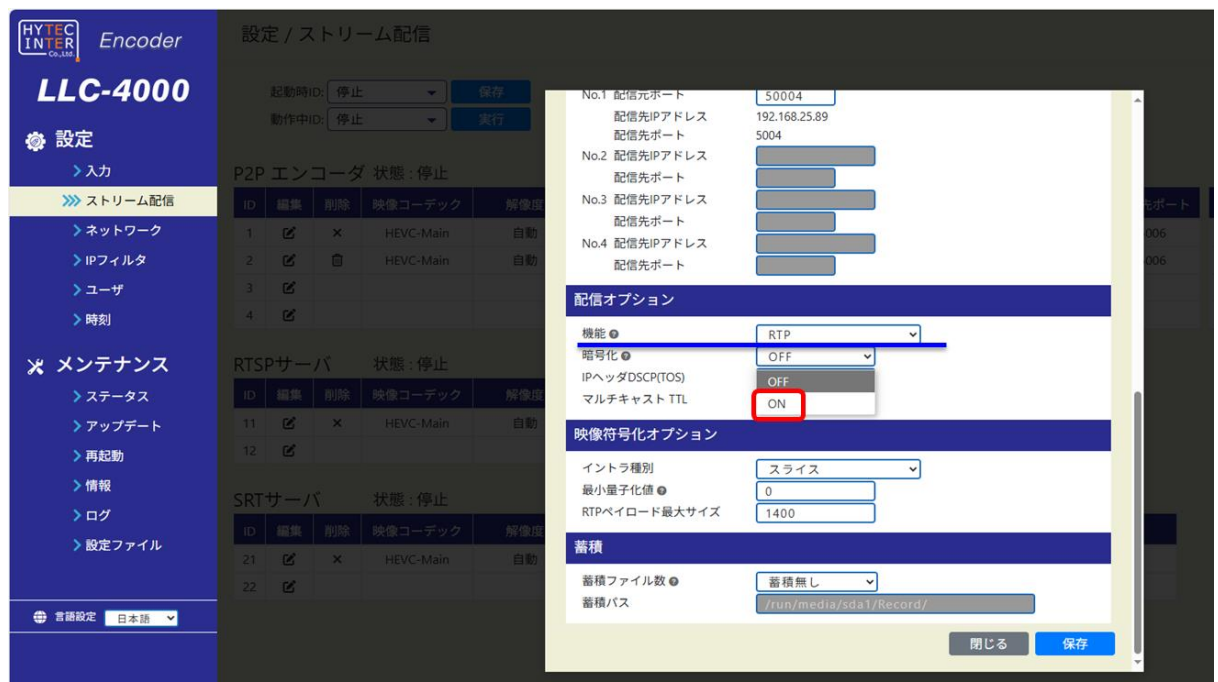 HYTEC
INTER
Co.,Ltd.
Encoder
LLC-4000
設定
入力
ストリーム配信
ネットワーク
IPフィルタ
ユーザ
時刻
メンテナンス
ステータス
アップデート
再起動
情報
ログ
設定ファイル
言語設定 日本語
設定 / ストリーム配信
起動時ID: 停止 保存
動作中ID: 停止 実行
P2P エンコーダ 状態 : 停止
ID 編集 削除 映像コーデック 解像度 先ポート
1 HEVC-Main 自動 006
2 HEVC-Main 自動 006
3
4
RTSPサーバ 状態 : 停止
ID 編集 削除 映像コーデック 解像度
11 HEVC-Main 自動
12
SRTサーバ 状態 : 停止
ID 編集 削除 映像コーデック 解像度
21 HEVC-Main 自動
22
No.1 配信元ポート 50004
配信先IPアドレス 192.168.25.89
配信先ポート 5004
No.2 配信先IPアドレス
配信先ポート
No.3 配信先IPアドレス
配信先ポート
No.4 配信先IPアドレス
配信先ポート
配信オプション
機能 RTP
暗号化 OFF
IPヘッダDSCP(TOS) OFF
マルチキャスト TTL ON
映像符号化オプション
イントラ種別 スライス
最小量子化値 0
RTPペイロード最大サイズ 1400
蓄積
蓄積ファイル数 蓄積無し
蓄積パス /run/media/sda1/Record/
閉じる 保存